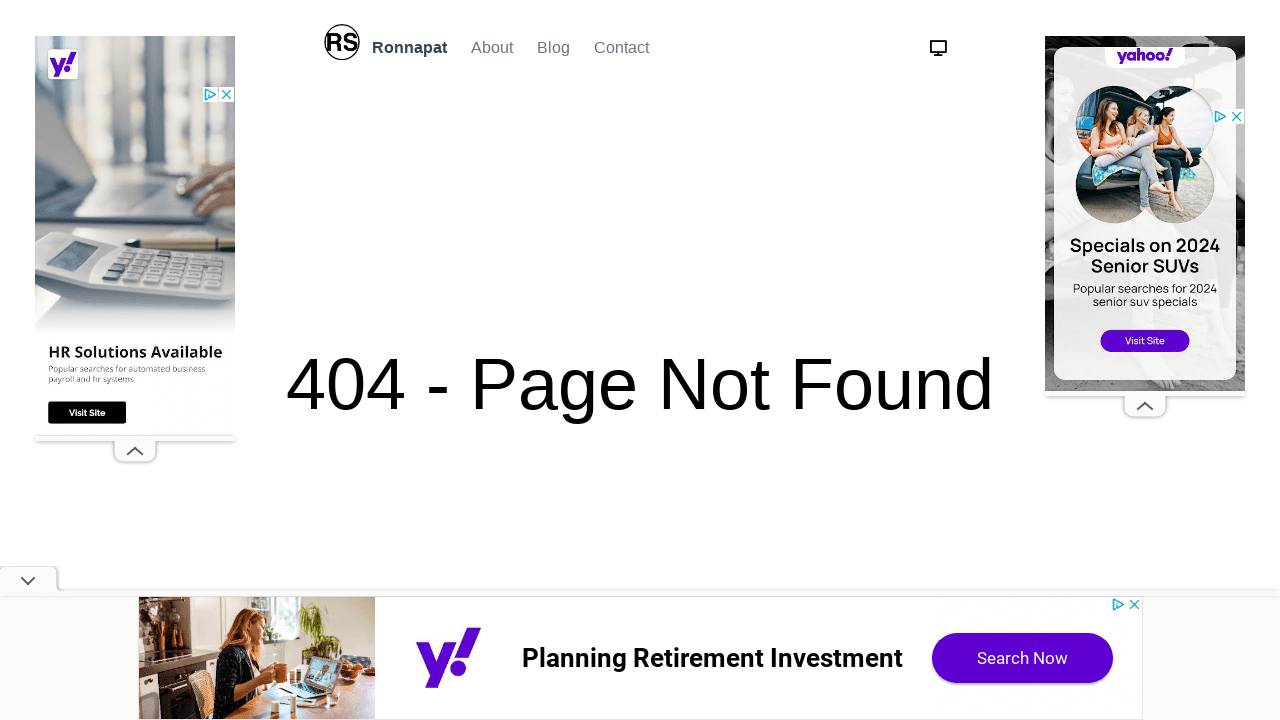 RS
Ronnapat
About
Blog
Contact
y!
HR Solutions Available
Popular searches for automated business
payroll and hr systems
Visit Site
yahoo!
Specials on 2024
Senior SUVs
Popular searches for 2024
senior suv specials
Visit Site
404 - Page Not Found
y!
Planning Retirement Investment
Search Now